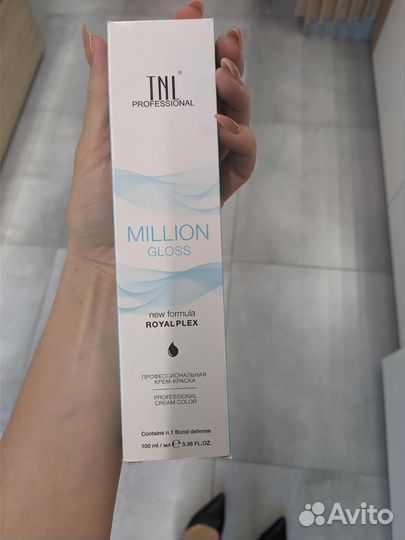 TNL®
PROFESSIONAL
MILLION
GLOSS
new formula
ROYALPLEX
ПРОФЕССИОНАЛЬНАЯ
КРЕМ-КРАСКА
PROFESSIONAL
CREAM COLOR
Contains n.1 Bond defense
100 ml / мл ℮ 3.38 FL.OZ.
Avito